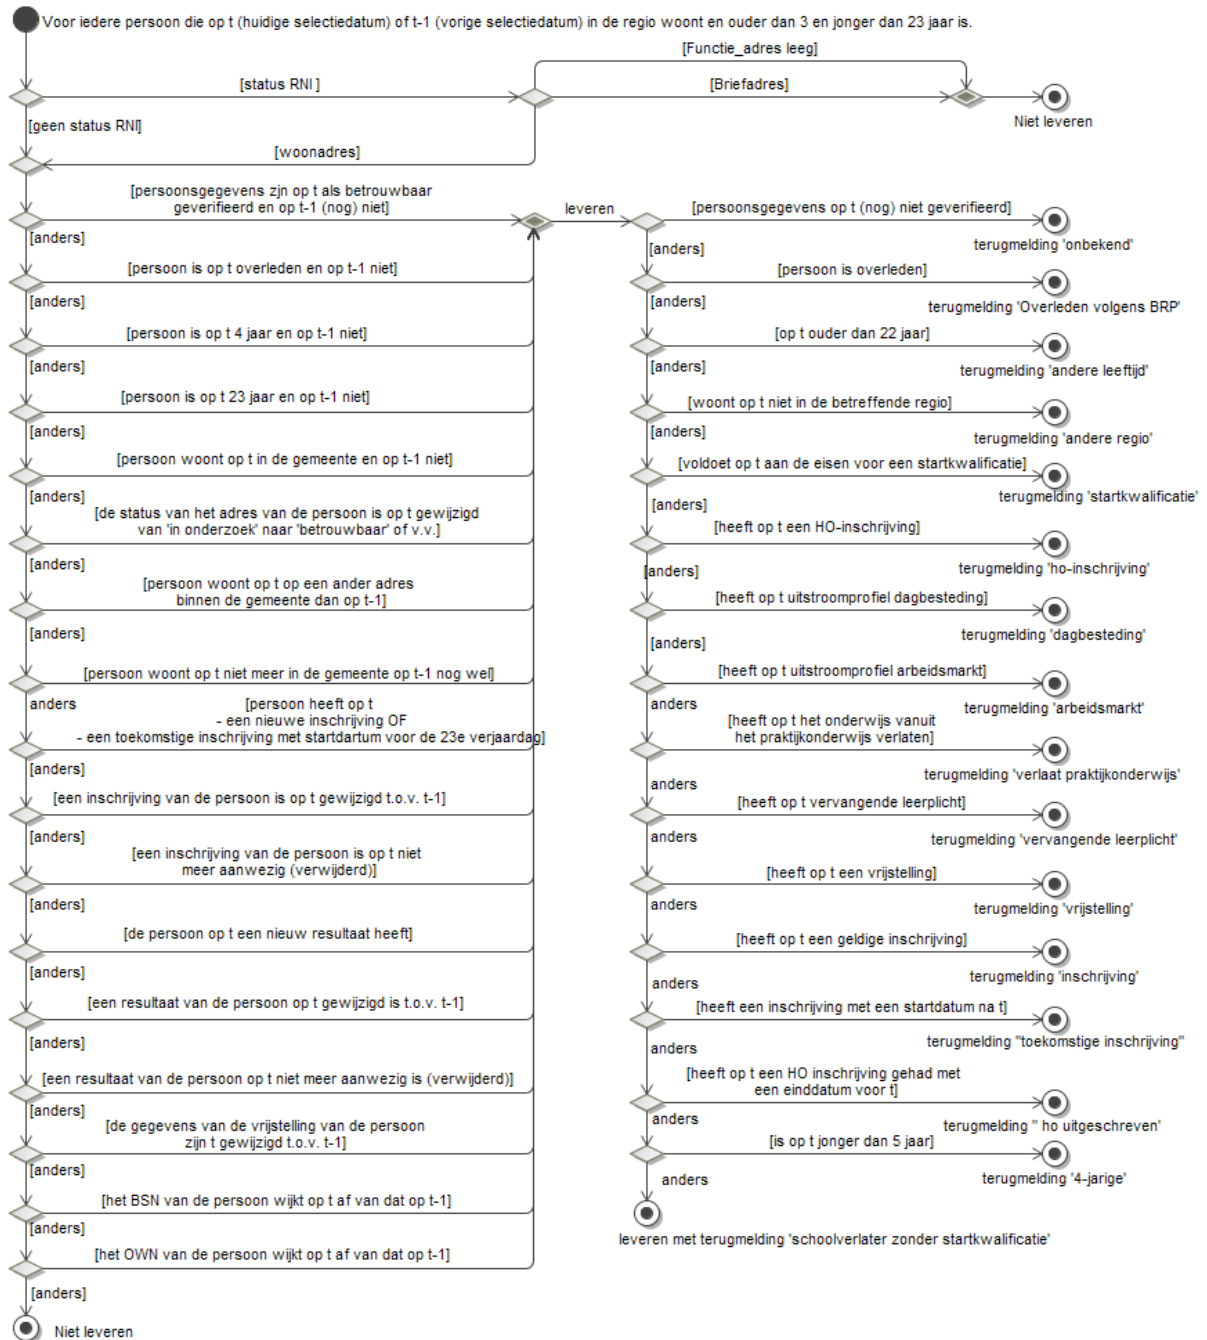 Voor iedere persoon die op t (huidige selectiedatum) of t-1 (vorige selectiedatum) in de regio woont en ouder dan 3 en jonger dan 23 jaar is.
[Functie_adres leeg]
[status RNI ]
[Briefadres]
Niet leveren
[geen status RNI]
[woonadres]
[persoonsgegevens zijn op t als betrouwbaar
geverifieerd en op t-1 (nog) niet]
[anders]
[persoon is op t overleden en op t-1 niet]
[anders]
[persoon is op t 4 jaar en op t-1 niet]
[anders]
[persoon is op t 23 jaar en op t-1 niet]
[anders]
[persoon woont op t in de gemeente en op t-1 niet]
[anders]
[de status van het adres van de persoon is op t gewijzigd
van 'in onderzoek' naar 'betrouwbaar' of v.v.]
[anders]
[persoon woont op t op een ander adres
binnen de gemeente dan op t-1]
[anders]
[persoon woont op t niet meer in de gemeente op t-1 nog wel]
anders
[persoon heeft op t
- een nieuwe inschrijving OF
- een toekomstige inschrijving met startdartum voor de 23e verjaardag]
[anders]
[een inschrijving van de persoon is op t gewijzigd t.o.v. t-1]
[anders]
[een inschrijving van de persoon is op t niet
meer aanwezig (verwijderd)]
[anders]
[de persoon op t een nieuw resultaat heeft]
[anders]
[een resultaat van de persoon op t gewijzigd is t.o.v. t-1]
[anders]
[een resultaat van de persoon op t niet meer aanwezig is (verwijderd)]
[anders]
[de gegevens van de vrijstelling van de persoon
zijn t gewijzigd t.o.v. t-1]
[anders]
[het BSN van de persoon wijkt op t af van dat op t-1]
[anders]
[het OWN van de persoon wijkt op t af van dat op t-1]
[anders]
Niet leveren
leveren
[persoonsgegevens op t (nog) niet geverifieerd]
terugmelding 'onbekend'
[anders]
[persoon is overleden]
terugmelding 'Overleden volgens BRP'
[anders]
[op t ouder dan 22 jaar]
terugmelding 'andere leeftijd'
[anders]
[woont op t niet in de betreffende regio]
terugmelding 'andere regio'
[anders]
[voldoet op t aan de eisen voor een startkwalificatie]
terugmelding 'startkwalificatie'
[anders]
[heeft op t een HO-inschrijving]
terugmelding 'ho-inschrijving'
[anders]
[heeft op t uitstroomprofiel dagbesteding]
terugmelding 'dagbesteding'
[anders]
[heeft op t uitstroomprofiel arbeidsmarkt]
terugmelding 'arbeidsmarkt'
anders
[heeft op t het onderwijs vanuit
het praktijkonderwijs verlaten]
terugmelding 'verlaat praktijkonderwijs'
anders
[heeft op t vervangende leerplicht]
terugmelding 'vervangende leerplicht'
anders
[heeft op t een vrijstelling]
terugmelding 'vrijstelling'
anders
[heeft op t een geldige inschrijving]
terugmelding 'inschrijving'
anders
[heeft een inschrijving met een startdatum na t]
terugmelding "toekomstige inschrijving"
anders
[heeft op t een HO inschrijving gehad met
een einddatum voor t]
terugmelding " ho uitgeschreven'
anders
[is op t jonger dan 5 jaar]
terugmelding '4-jarige'
anders
leveren met terugmelding 'schoolverlater zonder startkwalificatie'